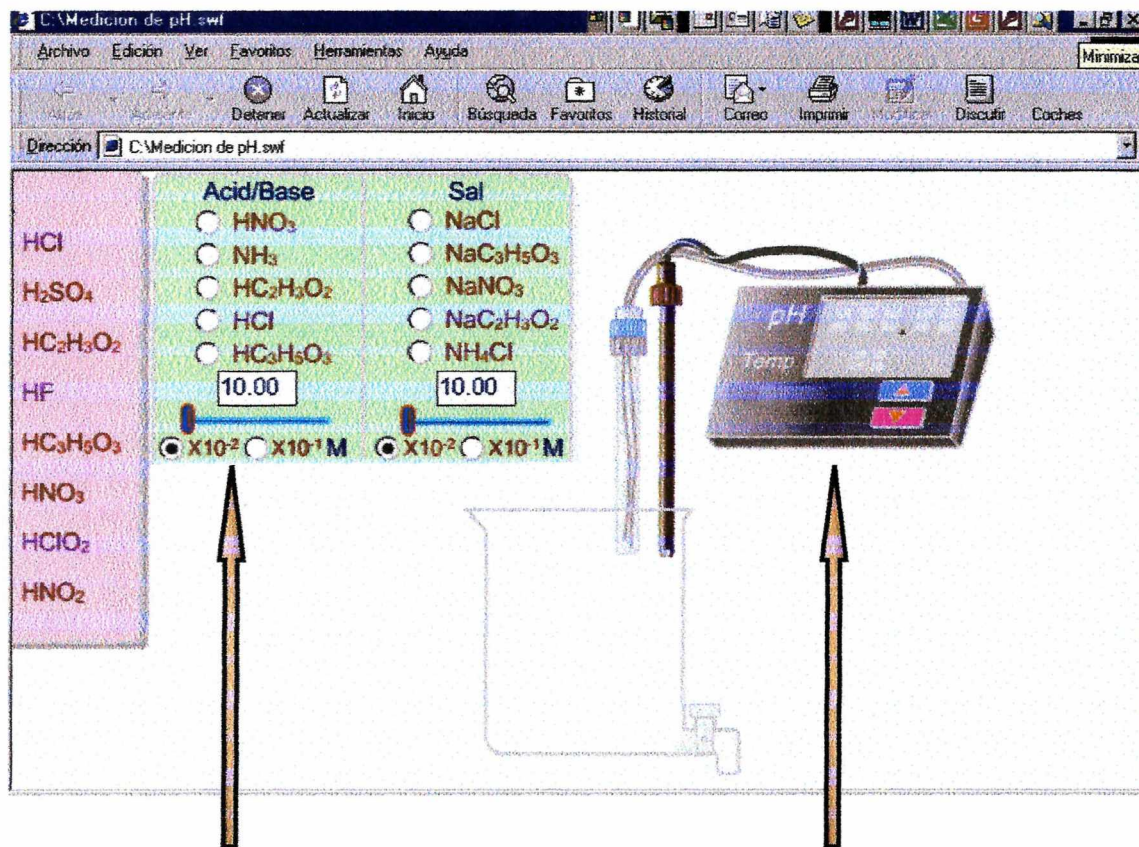 C:\Medicion de pH.swf
Archivo Edición Ver Favoritos Herramientas Ayuda
Minimiza
Atrás Adelante Detener Actualizar Inicio Búsqueda Favoritos Historial Correo Imprimir Modificar Discutir Coches
Dirección C:\Medicion de pH.swf
HCl
H₂SO₄
HC₂H₃O₂
HF
HC₃H₅O₃
HNO₃
HClO₂
HNO₂
Acid/Base
HNO₃
NH₃
HC₂H₃O₂
HCl
HC₃H₅O₃
10.00
X10⁻² X10⁻¹ M
Sal
NaCl
NaC₃H₅O₃
NaNO₃
NaC₂H₃O₂
NH₄Cl
10.00
X10⁻² X10⁻¹ M
pH
Temp